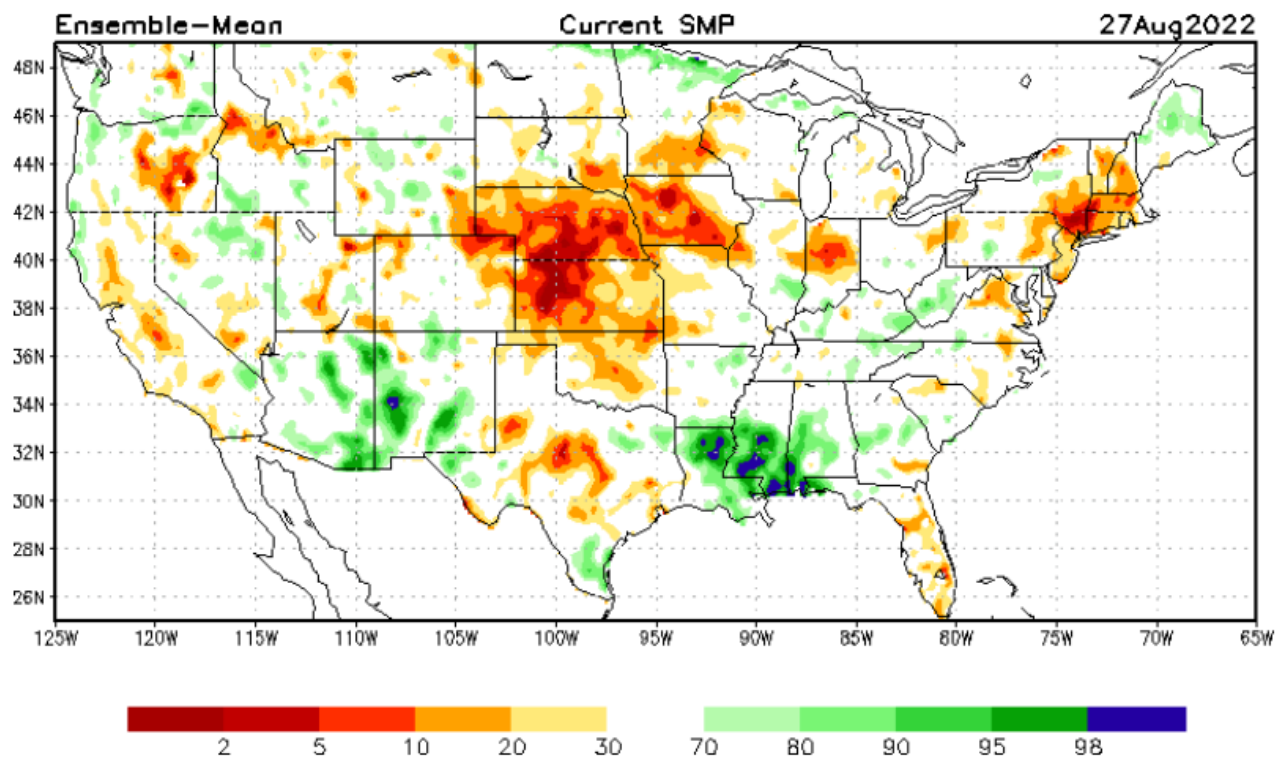 Ensemble-Mean Current SMP 27Aug2022
48N
46N
44N
42N
40N
38N
36N
34N
32N
30N
28N
26N
125W 120W 115W 110W 105W 100W 95W 90W 85W 80W 75W 70W 65W
2 5 10 20 30 70 80 90 95 98